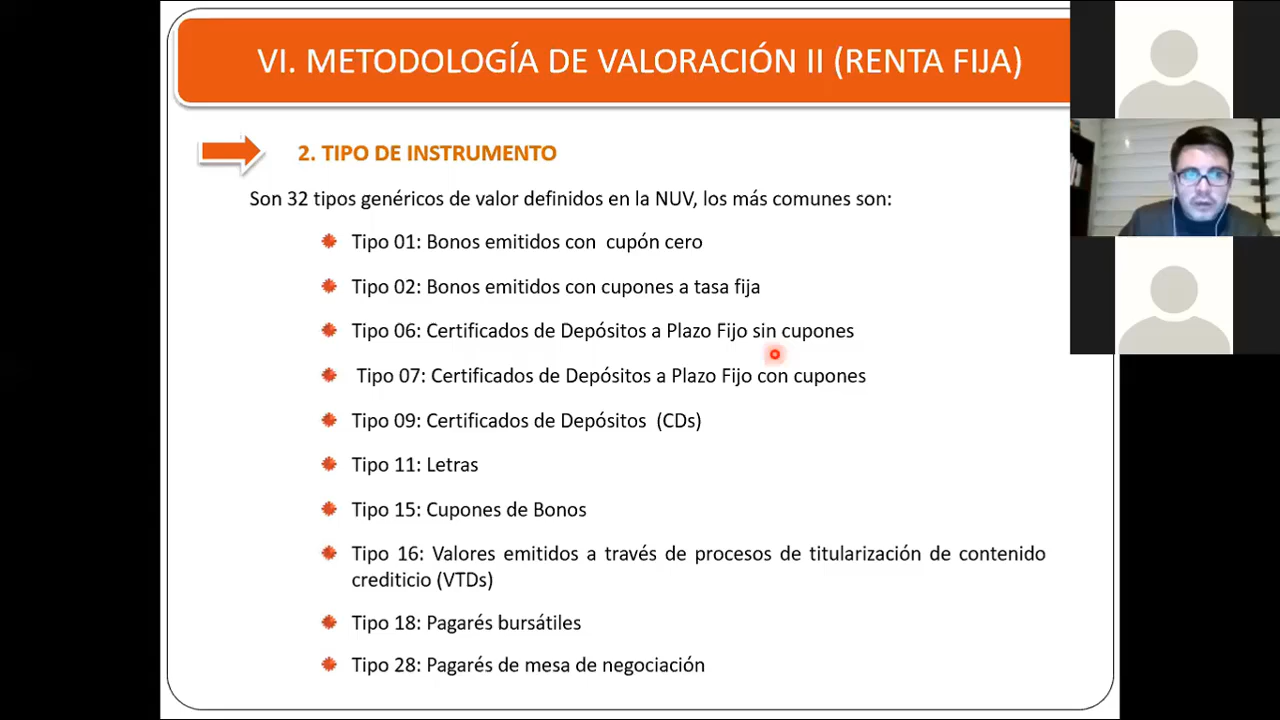 VI. METODOLOGÍA DE VALORACIÓN II (RENTA FIJA)
2. TIPO DE INSTRUMENTO
Son 32 tipos genéricos de valor definidos en la NUV, los más comunes son:
Tipo 01: Bonos emitidos con cupón cero
Tipo 02: Bonos emitidos con cupones a tasa fija
Tipo 06: Certificados de Depósitos a Plazo Fijo sin cupones
Tipo 07: Certificados de Depósitos a Plazo Fijo con cupones
Tipo 09: Certificados de Depósitos (CDs)
Tipo 11: Letras
Tipo 15: Cupones de Bonos
Tipo 16: Valores emitidos a través de procesos de titularización de contenido
crediticio (VTDs)
Tipo 18: Pagarés bursátiles
Tipo 28: Pagarés de mesa de negociación